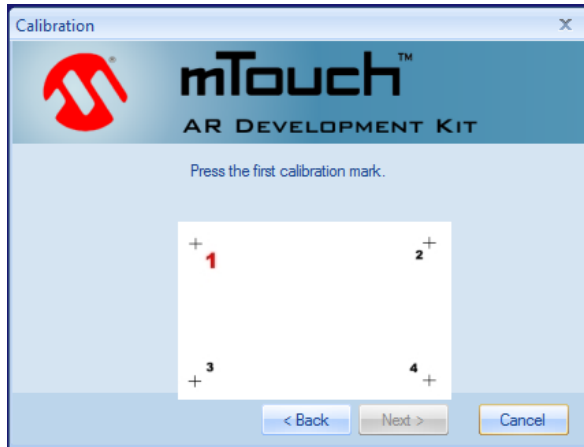 Calibration
mTouch™
AR DEVELOPMENT KIT
Press the first calibration mark.
1
2
3
4
< Back
Next >
Cancel